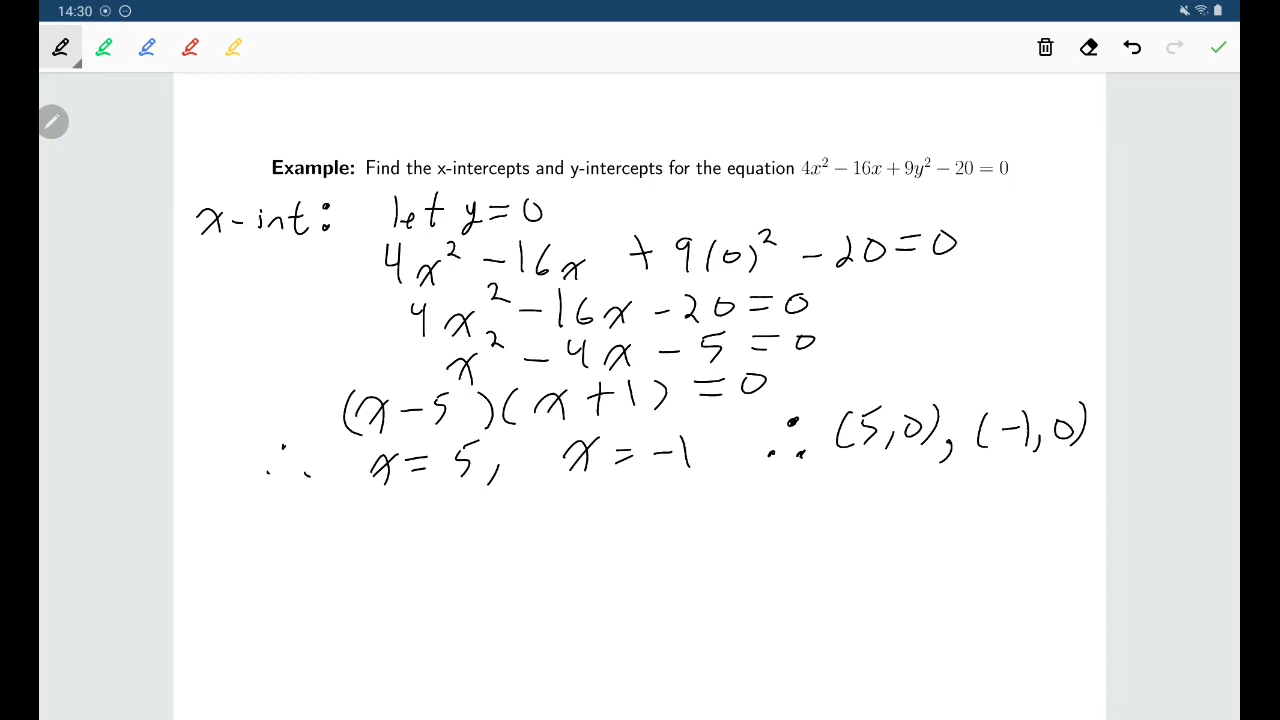 14:30
Example: Find the x-intercepts and y-intercepts for the equation 4x² − 16x + 9y² − 20 = 0
x-int: let y=0
4x² - 16x + 9(0)² - 20 = 0
4x² - 16x - 20 = 0
x² - 4x - 5 = 0
(x-5)(x+1) = 0
∴ x = 5, x = -1 ∴ (5,0), (-1,0)